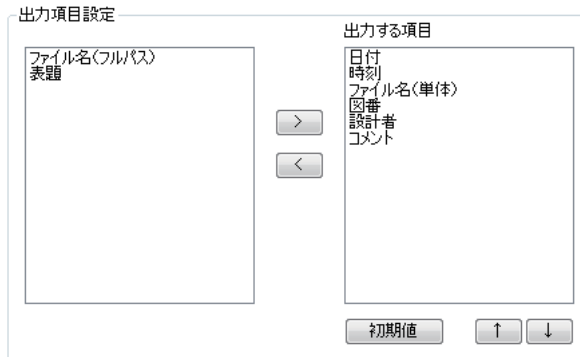 出力項目設定
出力する項目
ファイル名(フルパス)
表題
日付
時刻
ファイル名(単体)
図番
設計者
コメント
>
<
初期値
↑
↓